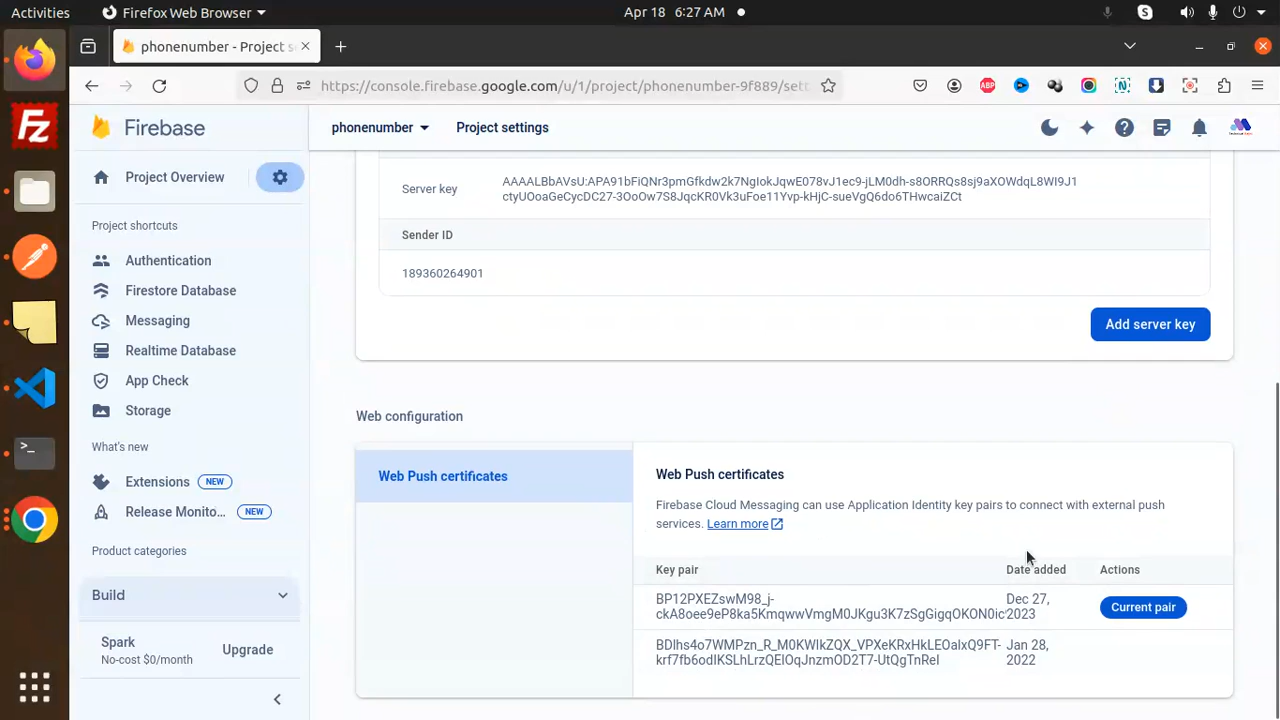 Activities
Firefox Web Browser
Apr 18 6:27 AM
phonenumber - Project s
https://console.firebase.google.com/u/1/project/phonenumber-9f889/sett
Firebase
phonenumber
Project settings
Project Overview
Project shortcuts
Authentication
Firestore Database
Messaging
Realtime Database
App Check
Storage
What's new
Extensions NEW
Release Monito... NEW
Product categories
Build
Spark
No-cost $0/month
Upgrade
Server key
Sender ID
189360264901
Add server key
Web configuration
Web Push certificates
Web Push certificates
Firebase Cloud Messaging can use Application Identity key pairs to connect with external push
services. Learn more
Key pair
Date added
Actions
Dec 27,
2023
Current pair
Jan 28,
2022